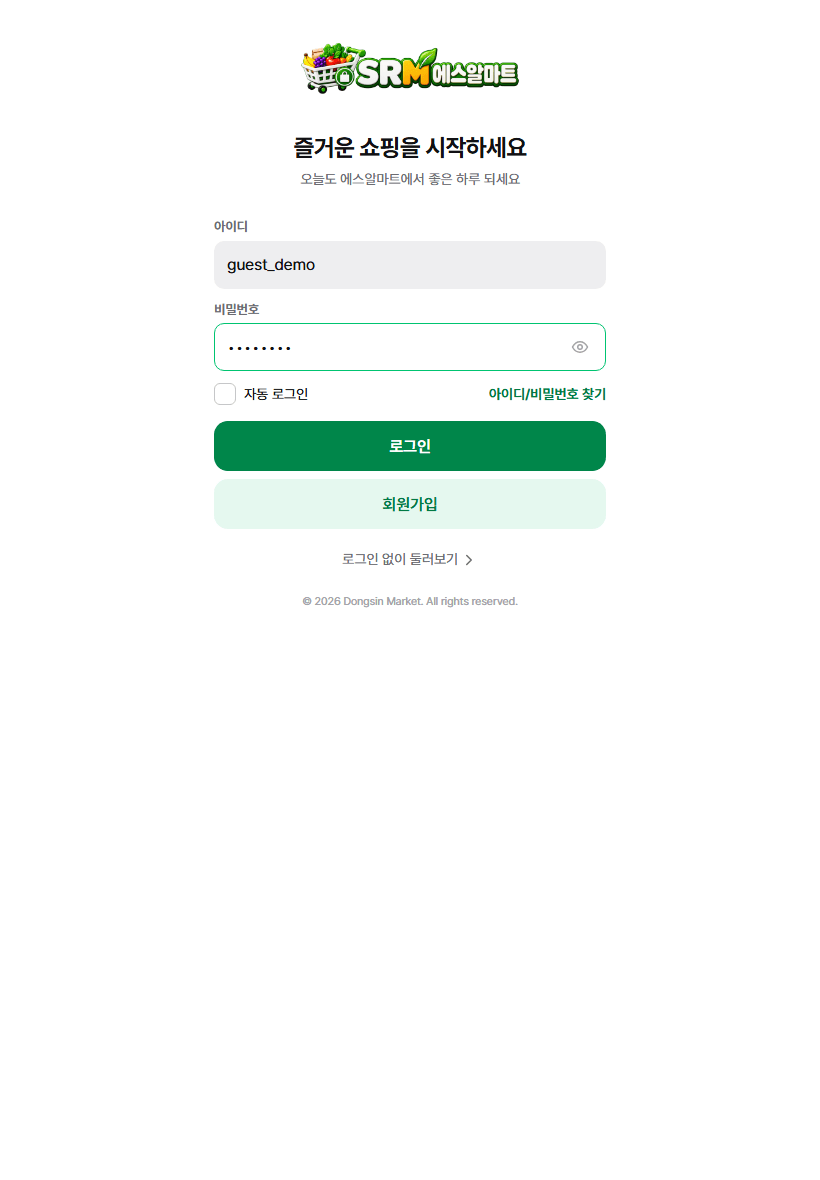 SRM에스알마트
즐거운 쇼핑을 시작하세요
오늘도 에스알마트에서 좋은 하루 되세요
아이디
guest_demo
비밀번호
••••••••
자동 로그인
아이디/비밀번호 찾기
로그인
회원가입
로그인 없이 둘러보기
© 2026 Dongsin Market. All rights reserved.